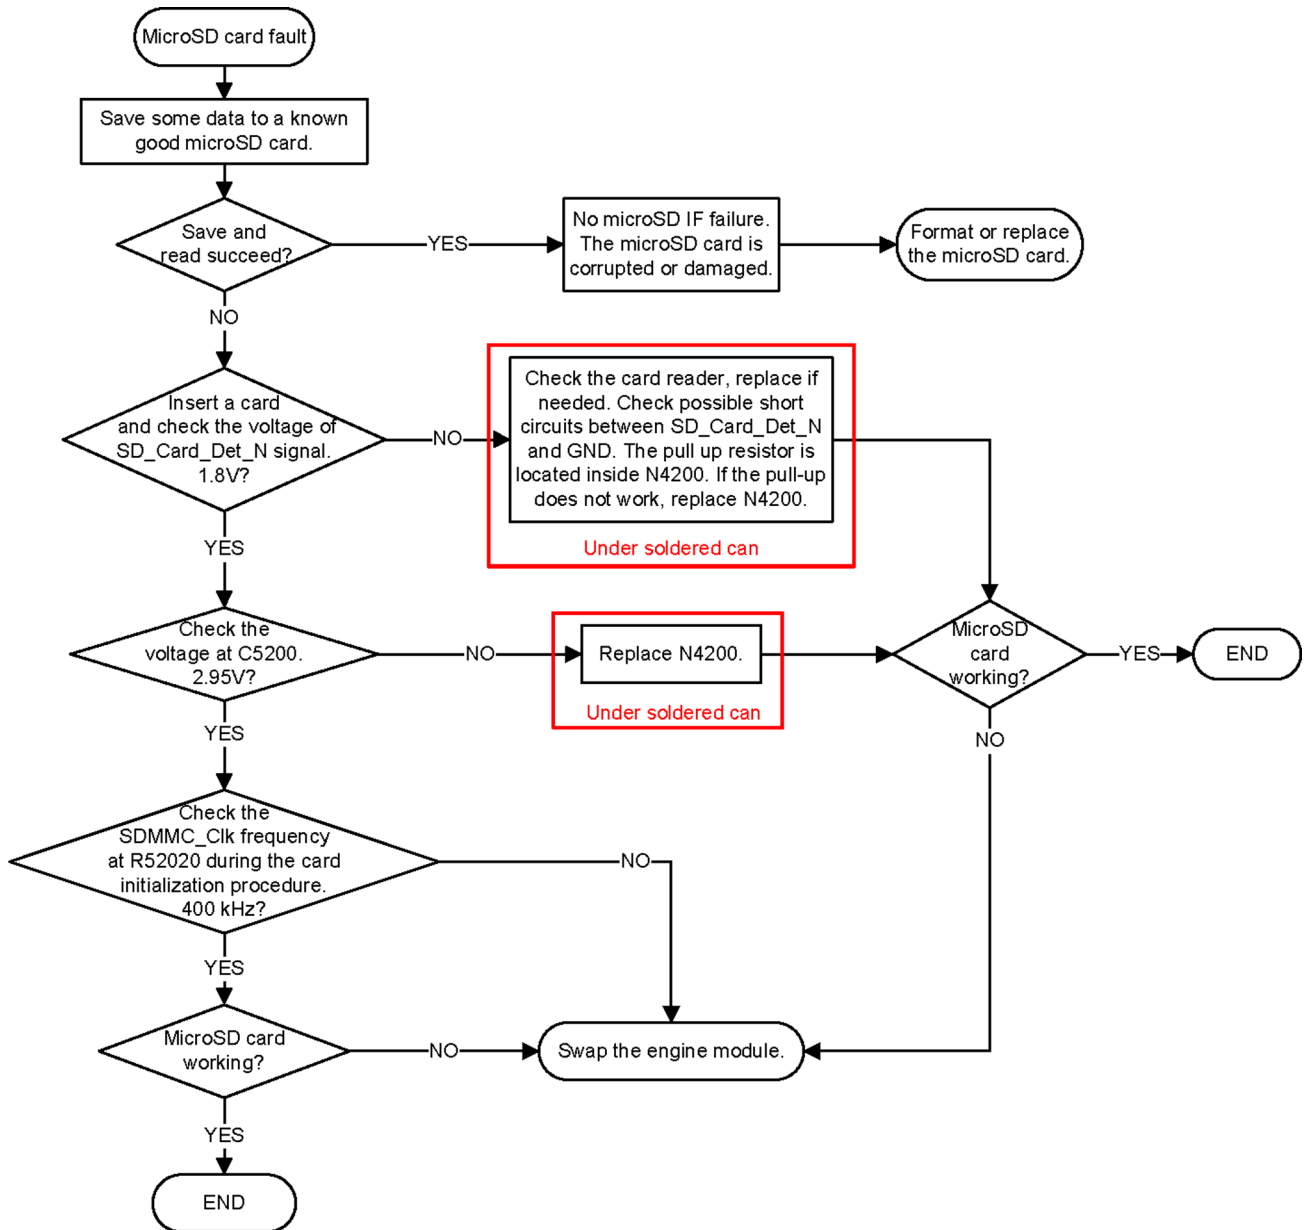 MicroSD card fault
Save some data to a known
good microSD card.
Save and
read succeed?
YES
No microSD IF failure.
The microSD card is
corrupted or damaged.
Format or replace
the microSD card.
NO
Insert a card
and check the voltage of
SD_Card_Det_N signal.
1.8V?
NO
Check the card reader, replace if
needed. Check possible short
circuits between SD_Card_Det_N
and GND. The pull up resistor is
located inside N4200. If the pull-up
does not work, replace N4200.
Under soldered can
YES
Check the
voltage at C5200.
2.95V?
NO
Replace N4200.
Under soldered can
MicroSD
card
working?
YES
END
YES
NO
Check the
SDMMC_Clk frequency
at R52020 during the card
initialization procedure.
400 kHz?
NO
YES
MicroSD card
working?
NO
Swap the engine module.
YES
END